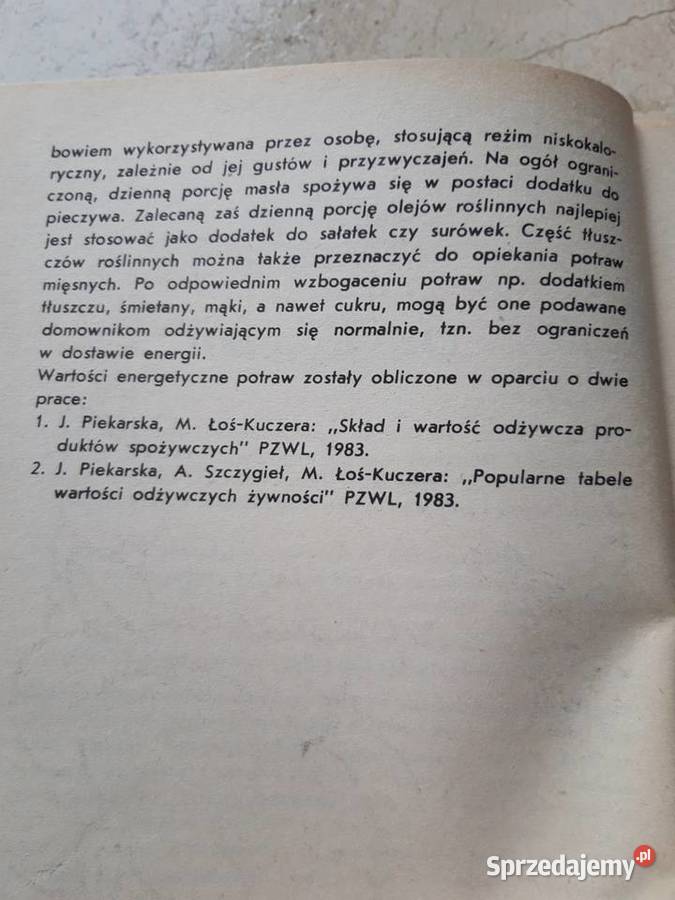 bowiem wykorzystywana przez osobę, stosującą reżim niskokalo-
ryczny, zależnie od jej gustów i przyzwyczajeń. Na ogół ograni-
czoną, dzienną porcję masła spożywa się w postaci dodatku do
pieczywa. Zalecaną zaś dzienną porcję olejów roślinnych najlepiej
jest stosować jako dodatek do sałatek czy surówek. Część tłusz-
czów roślinnych można także przeznaczyć do opiekania potraw
mięsnych. Po odpowiednim wzbogaceniu potraw np. dodatkiem
tłuszczu, śmietany, mąki, a nawet cukru, mogą być one podawane
domownikom odżywiającym się normalnie, tzn. bez ograniczeń
w dostawie energii.
Wartości energetyczne potraw zostały obliczone w oparciu o dwie
prace:
1. J. Piekarska, M. Łoś-Kuczera: ,,Skład i wartość odżywcza pro-
duktów spożywczych" PZWL, 1983.
2. J. Piekarska, A. Szczygieł, M. Łoś-Kuczera: ,,Popularne tabele
wartości odżywczych żywności" PZWL, 1983.
Sprzedajemy.pl